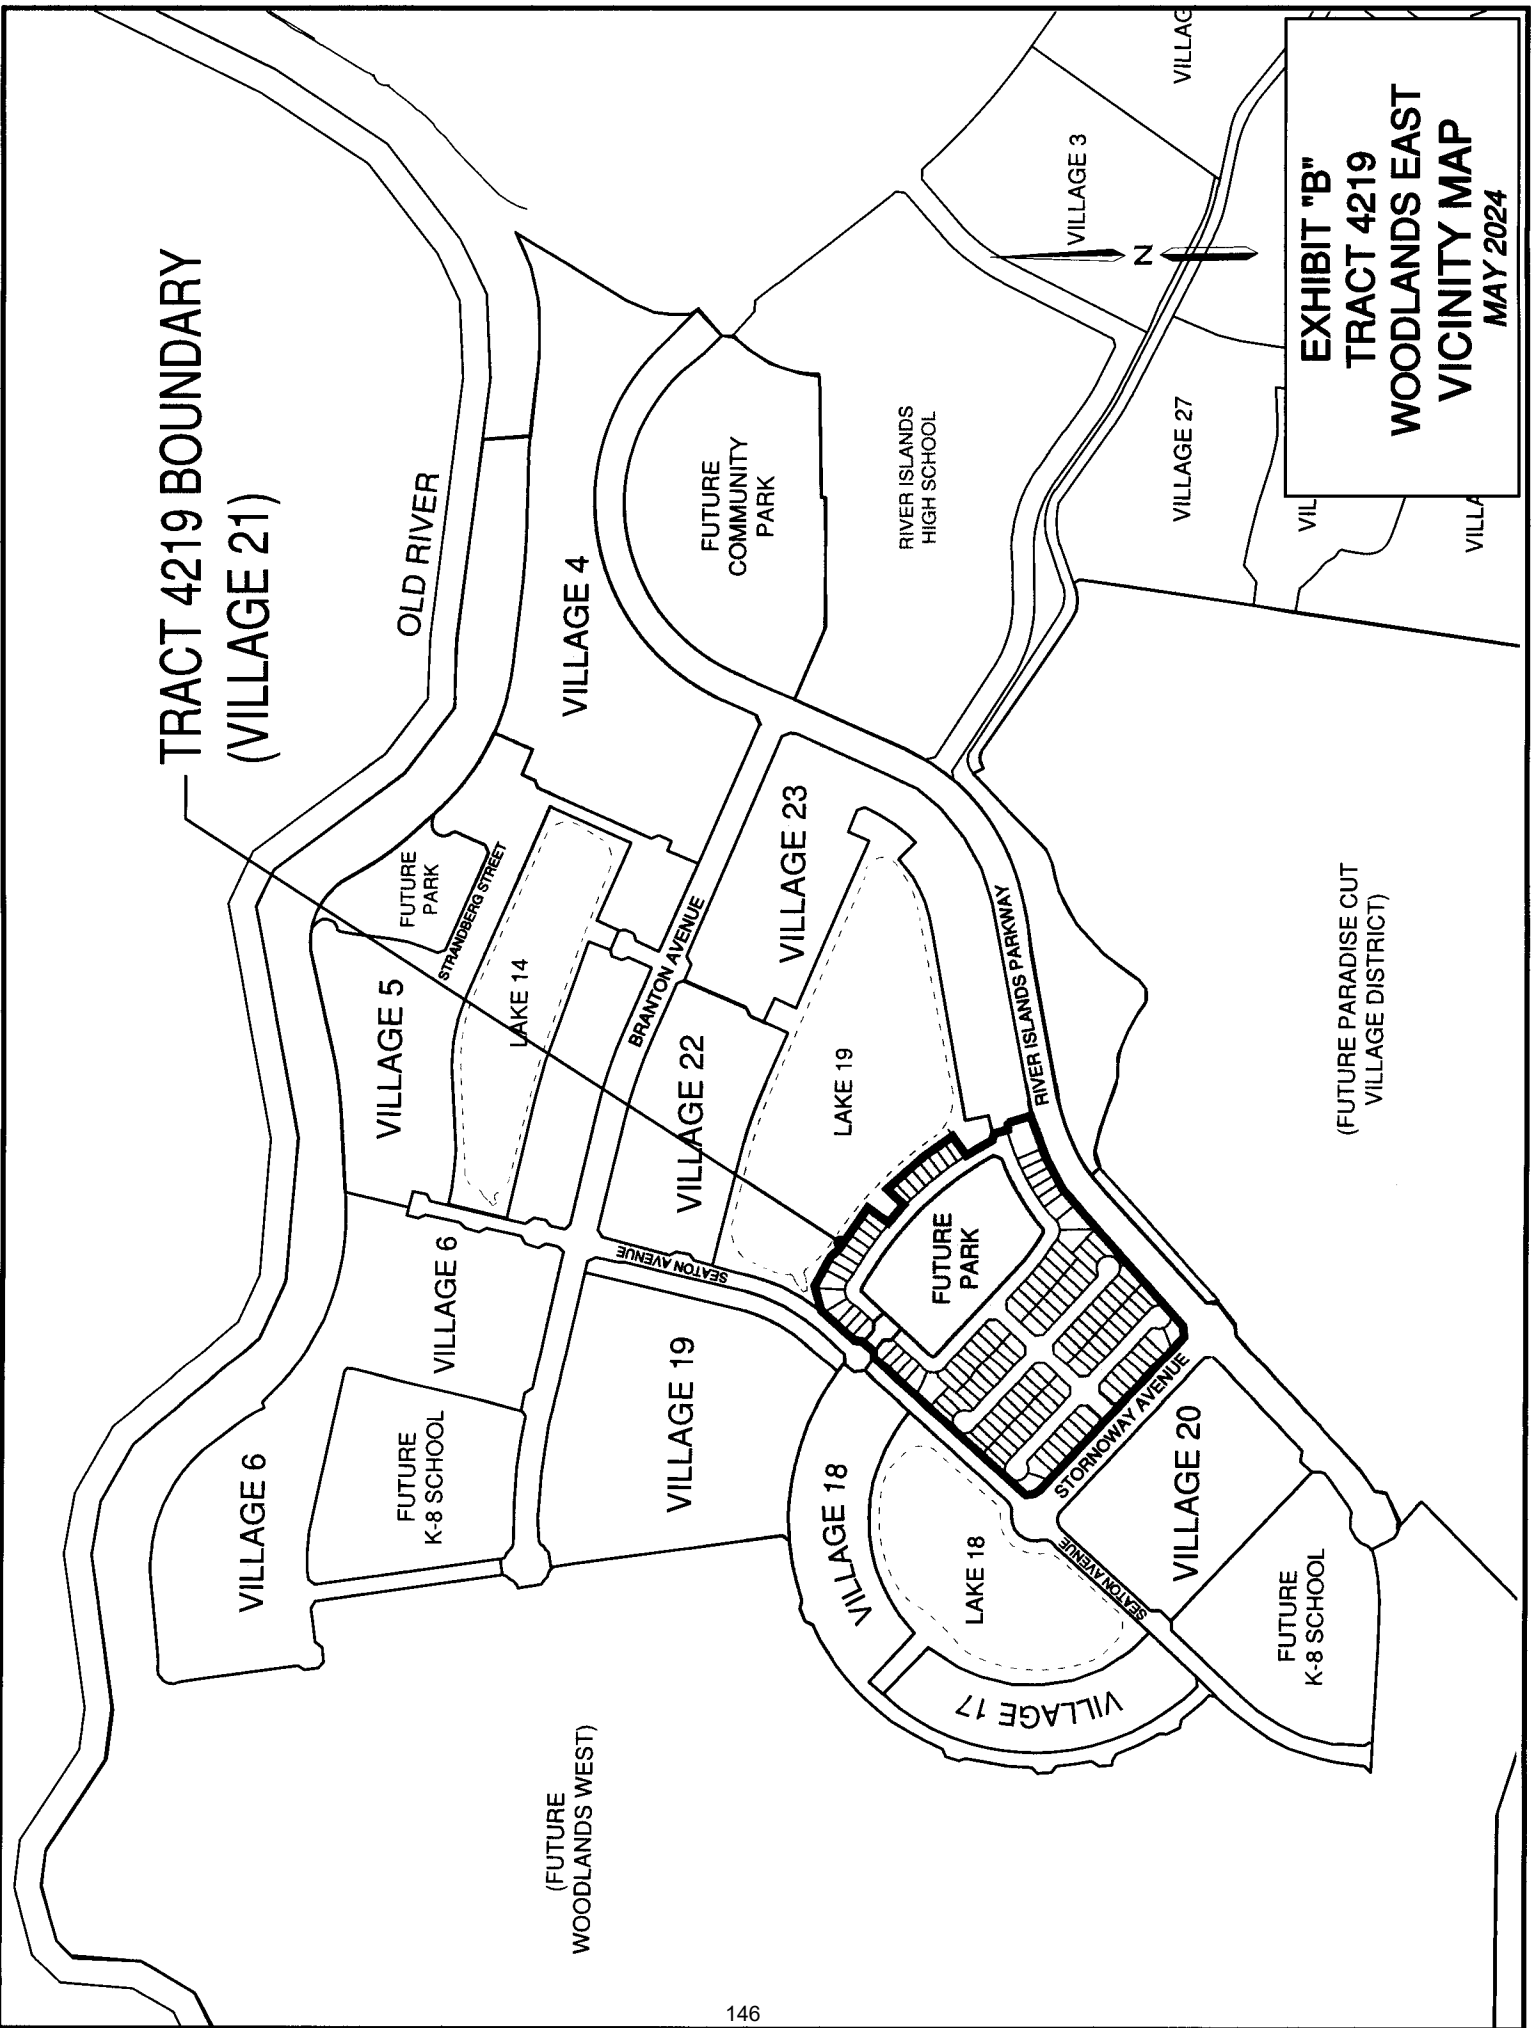 TRACT 4219 BOUNDARY
(VILLAGE 21)
OLD RIVER
VILLAGE 4
FUTURE
COMMUNITY
PARK
RIVER ISLANDS
HIGH SCHOOL
VILLAGE 3
VILLAG
N
VILLAGE 27
VIL
VILLA
FUTURE
PARK
STRANDBERG STREET
LAKE 14
VILLAGE 5
BRANTON AVENUE
VILLAGE 23
VILLAGE 22
LAKE 19
RIVER ISLANDS PARKWAY
SEATON AVENUE
VILLAGE 6
VILLAGE 6
FUTURE
K-8 SCHOOL
VILLAGE 19
FUTURE
PARK
STORNOWAY AVENUE
VILLAGE 18
LAKE 18
VILLAGE 17
SEATON AVENUE
VILLAGE 20
FUTURE
K-8 SCHOOL
(FUTURE
WOODLANDS WEST)
(FUTURE PARADISE CUT
VILLAGE DISTRICT)
EXHIBIT "B"
TRACT 4219
WOODLANDS EAST
VICINITY MAP
MAY 2024
146